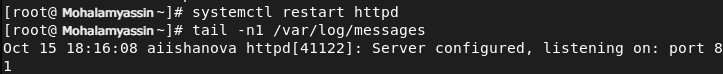 [root@ Mohalamyassin ~]# systemctl restart httpd
[root@ Mohalamyassin ~]# tail -n1 /var/log/messages
Oct 15 18:16:08 aiishanova httpd[41122]: Server configured, listening on: port 8
1